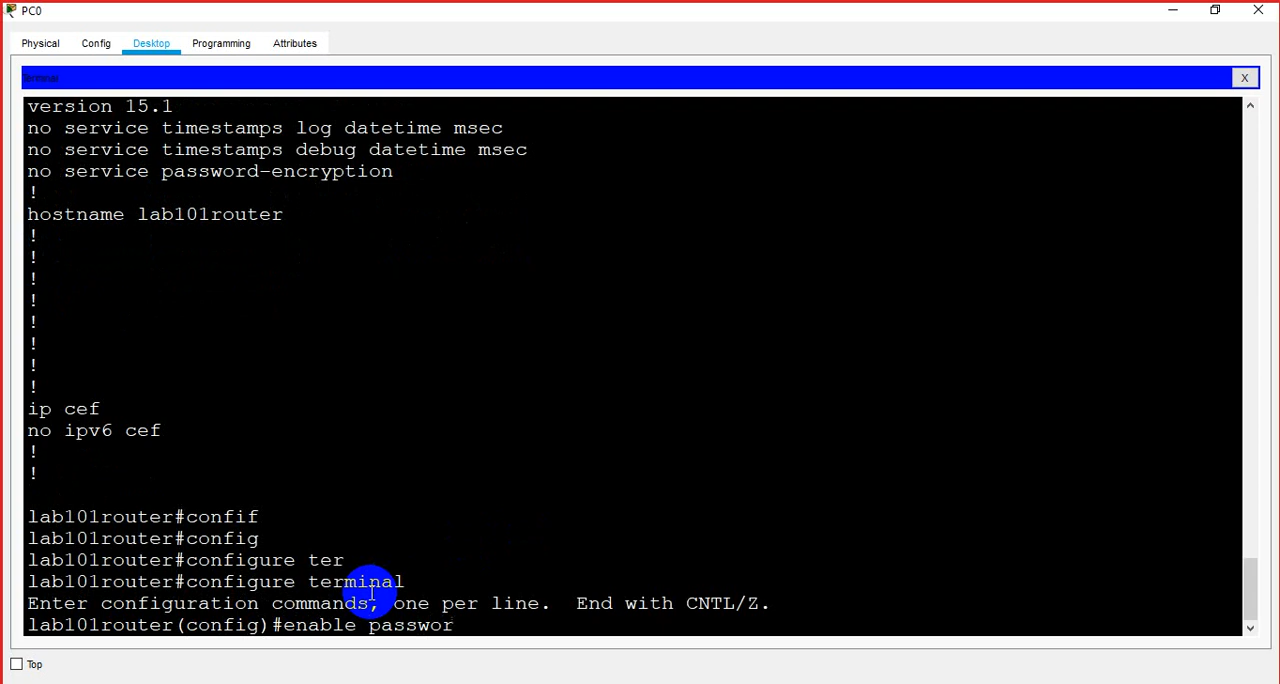 PC0
Physical Config Desktop Programming Attributes
Terminal
X
version 15.1
no service timestamps log datetime msec
no service timestamps debug datetime msec
no service password-encryption
!
hostname lab101router
!
!
!
!
!
!
!
!
ip cef
no ipv6 cef
!
!
lab101router#confif
lab101router#config
lab101router#configure ter
lab101router#configure terminal
Enter configuration commands, one per line.  End with CNTL/Z.
lab101router(config)#enable passwor
Top